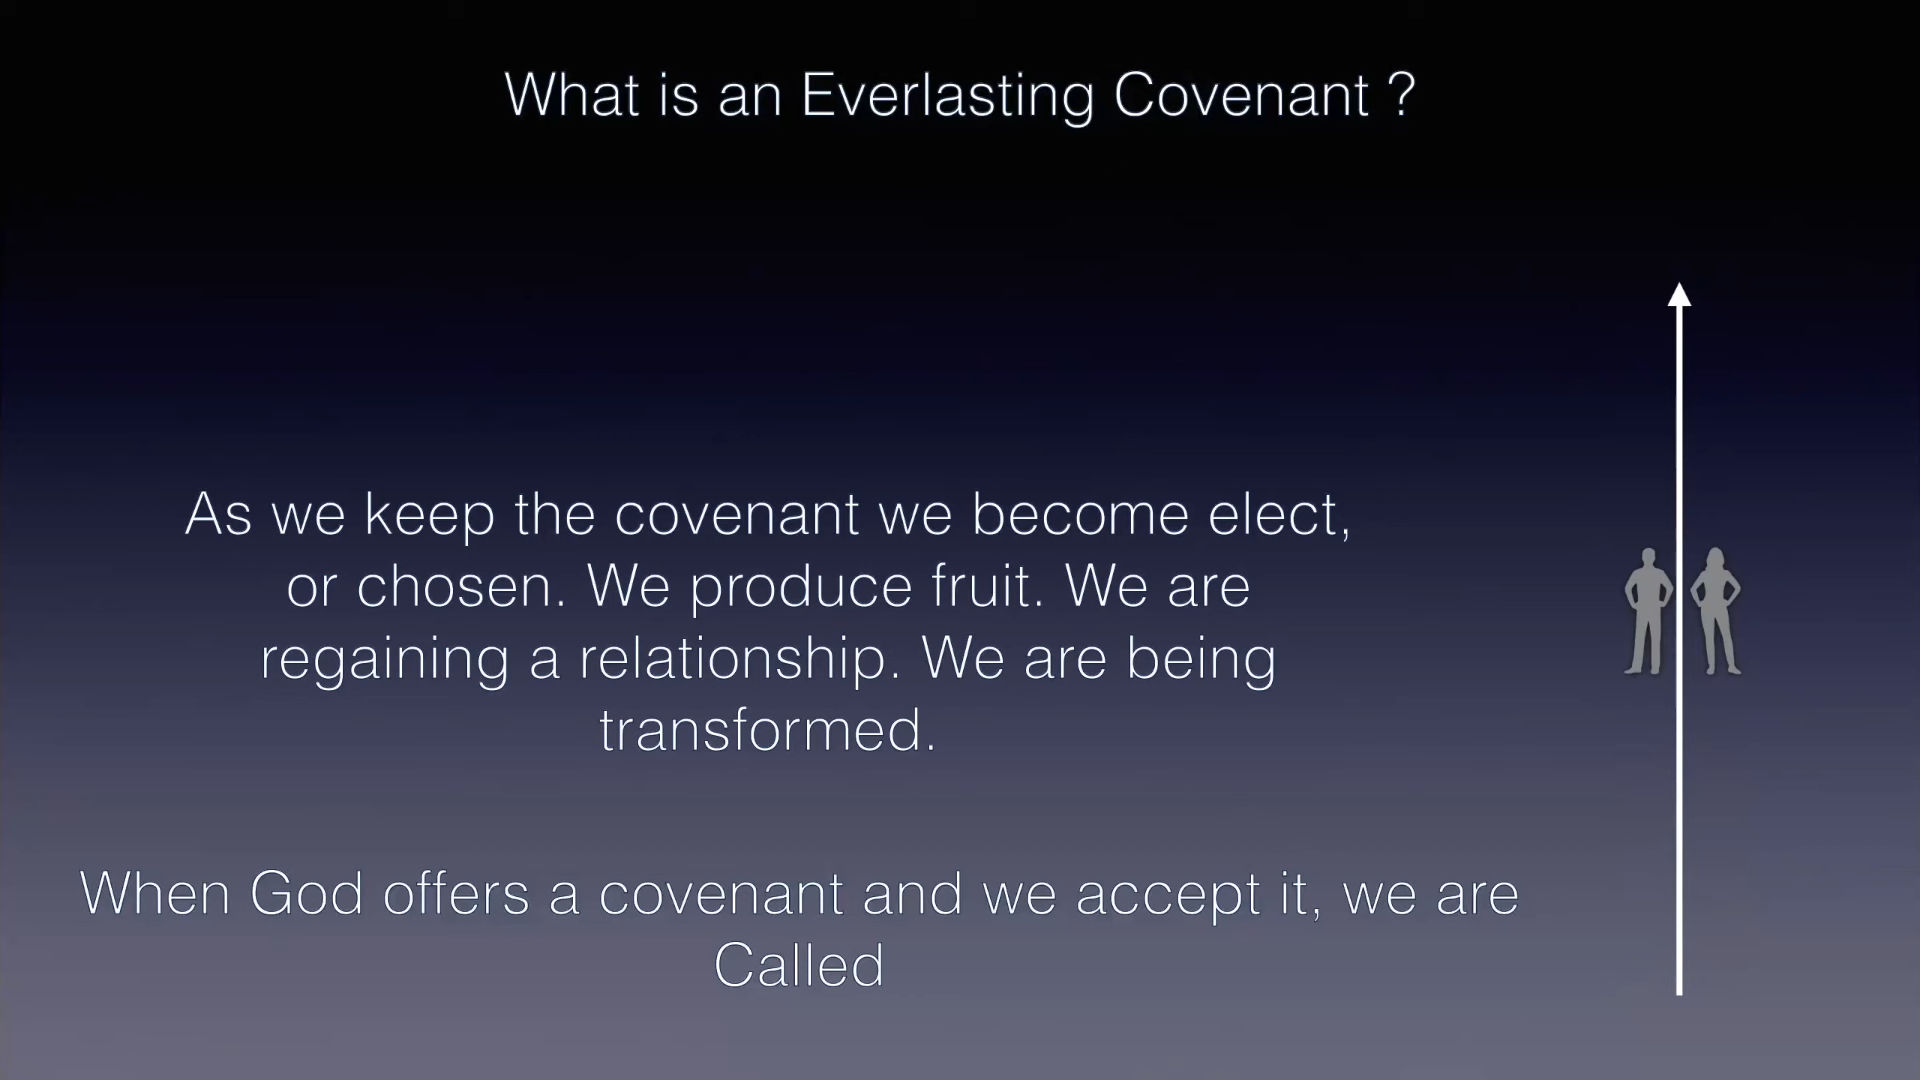 What is an Everlasting Covenant ?
As we keep the covenant we become elect,
or chosen. We produce fruit. We are
regaining a relationship. We are being
transformed.
When God offers a covenant and we accept it, we are
Called